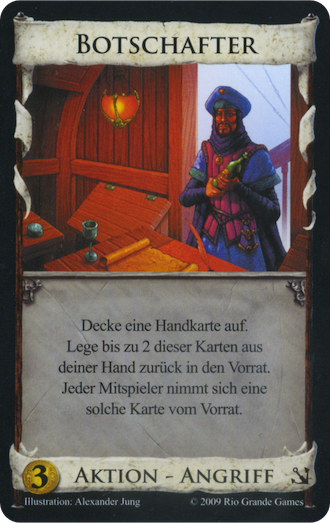 BOTSCHAFTER
Decke eine Handkarte auf.
Lege bis zu 2 dieser Karten aus
deiner Hand zurück in den Vorrat.
Jeder Mitspieler nimmt sich eine
solche Karte vom Vorrat.
3 AKTION - ANGRIFF
Illustration: Alexander Jung © 2009 Rio Grande Games